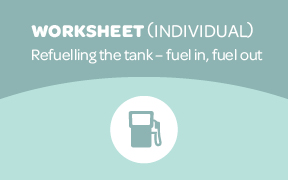 WORKSHEET (INDIVIDUAL)
Refuelling the tank – fuel in, fuel out